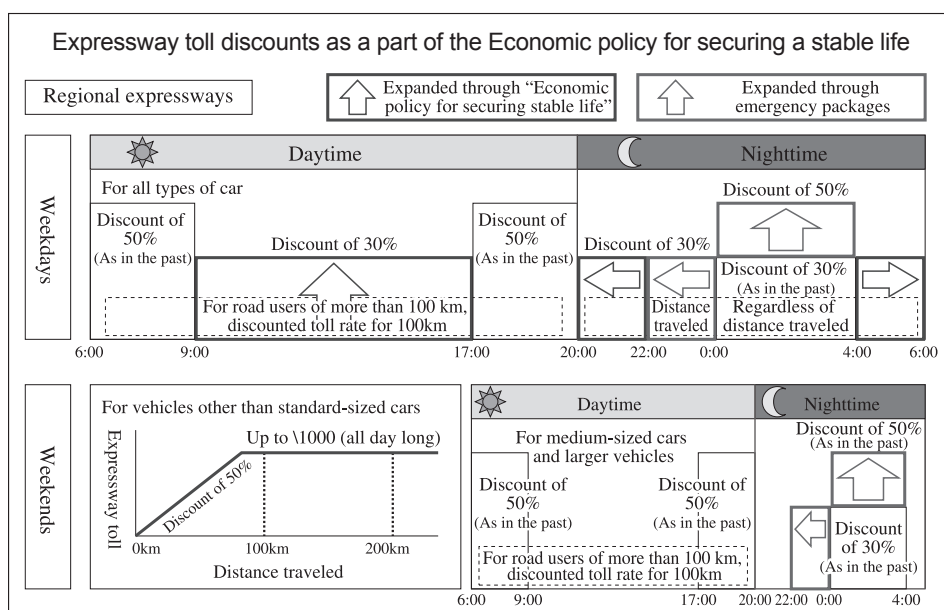 Expressway toll discounts as a part of the Economic policy for securing a stable life
Regional expressways
Expanded through “Economic
policy for securing stable life”
Expanded through
emergency packages
Weekdays
Daytime
Nighttime
For all types of car
Discount of
50%
(As in the past)
Discount of 30%
Discount of
50%
(As in the past)
For road users of more than 100 km,
discounted toll rate for 100km
Discount of 30%
Discount of 50%
Discount of 30%
(As in the past)
Distance
traveled
Regardless of
distance traveled
6:00
9:00
17:00
20:00
22:00
0:00
4:00
6:00
Weekends
For vehicles other than standard-sized cars
Expressway toll
Up to \1000 (all day long)
Discount of 50%
0km
100km
200km
Distance traveled
Daytime
Nighttime
For medium-sized cars
and larger vehicles
Discount of
50%
(As in the past)
Discount of
50%
(As in the past)
For road users of more than 100 km,
discounted toll rate for 100km
Discount of 50%
(As in the past)
Discount
of 30%
(As in the past)
6:00
9:00
17:00
20:00
22:00
0:00
4:00